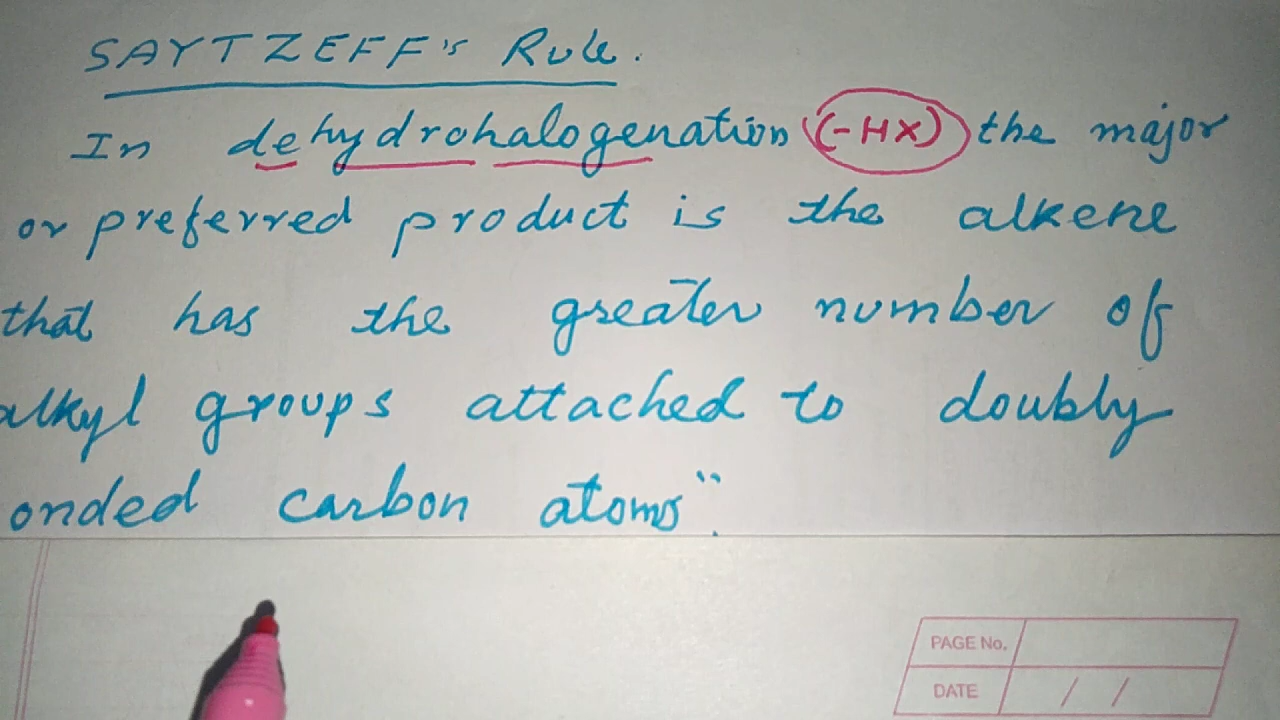 SAYTZEFF's Rule.
In dehydrohalogenation (-HX) the major
or preferred product is the alkene
that has the greater number of
alkyl groups attached to doubly
onded carbon atoms".
PAGE No.
DATE / /